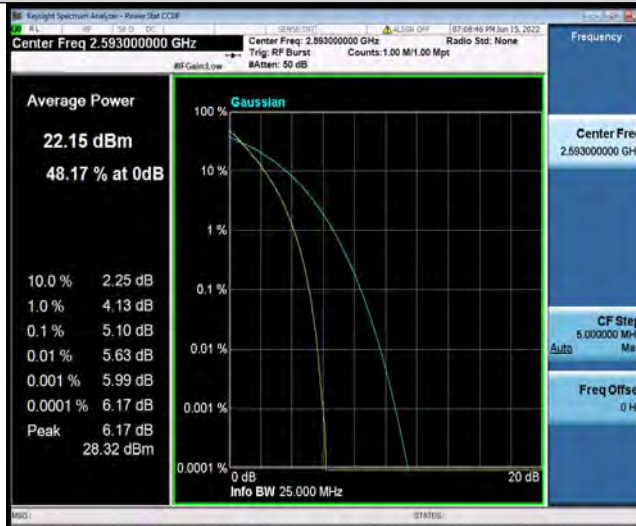 Keysight Spectrum Analyzer - Power Stat CCDF
RL RF 50 Ω DC SENSE:INT ALIGN OFF 07:08:46 PM Jun 15, 2022
Center Freq 2.593000000 GHz
Center Freq: 2.593000000 GHz Radio Std: None
Trig: RF Burst Counts:1.00 M/1.00 Mpt
#IFGain:Low #Atten: 50 dB
Frequency
Average Power
22.15 dBm
48.17 % at 0dB
10.0 % 2.25 dB
1.0 % 4.13 dB
0.1 % 5.10 dB
0.01 % 5.63 dB
0.001 % 5.99 dB
0.0001 % 6.17 dB
Peak 6.17 dB
28.32 dBm
Gaussian
100 %
10 %
1 %
0.1 %
0.01 %
0.001 %
0.0001 %
0 dB 20 dB
Info BW 25.000 MHz
Center Fre
2.593000000 GH
CF Ste
5.000000 MH
Auto Ma
Freq Offse
0 H
MSG STATUS